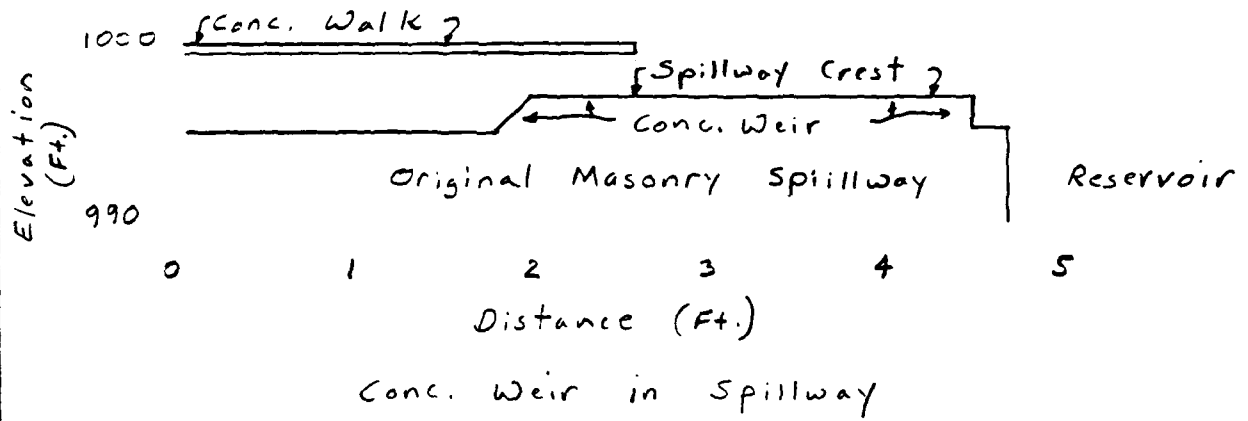 Conc. Walk
1000
Spillway Crest
Conc. Weir
Elevation
(Ft.)
Original Masonry Spiillway
Reservoir
990
0 1 2 3 4 5
Distance (Ft.)
Conc. Weir in Spillway